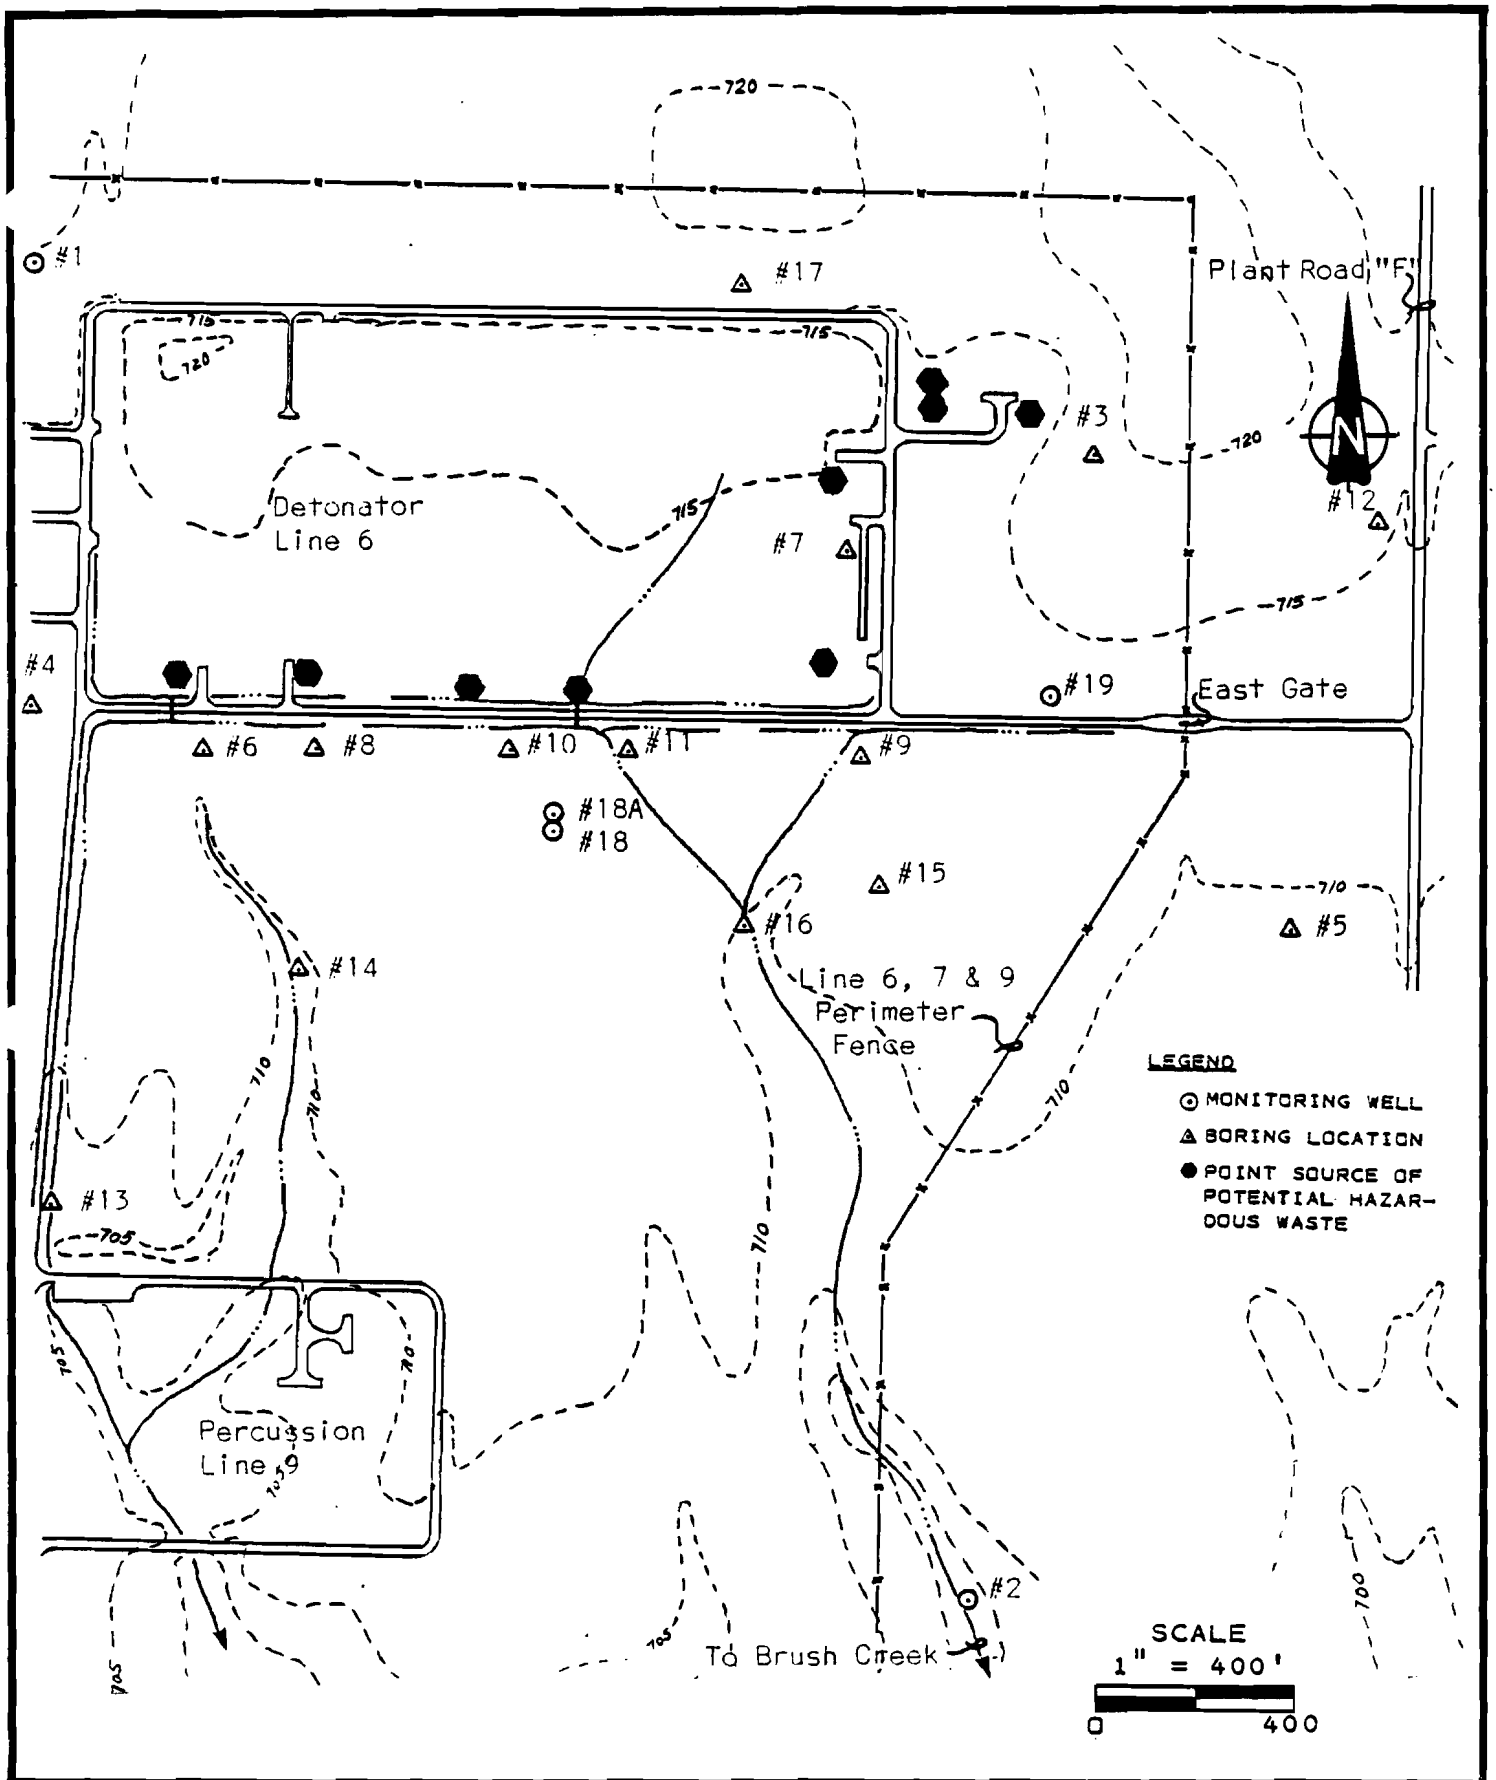 720
#1
#17
Plant Road "F"
715
715
720
#3
720
N
#12
Detonator
Line 6
715
#7
715
#4
#19
East Gate
#6
#8
#10
#11
#9
#18A
#18
#15
710
#16
#5
#14
Line 6, 7 & 9
Perimeter
Fence
710
710
710
LEGEND
MONITORING WELL
BORING LOCATION
POINT SOURCE OF
POTENTIAL HAZAR-
DOUS WASTE
#13
705
710
705
710
Percussion
Line 9
705
#2
700
705
To Brush Creek
705
SCALE
1" = 400'
0 400